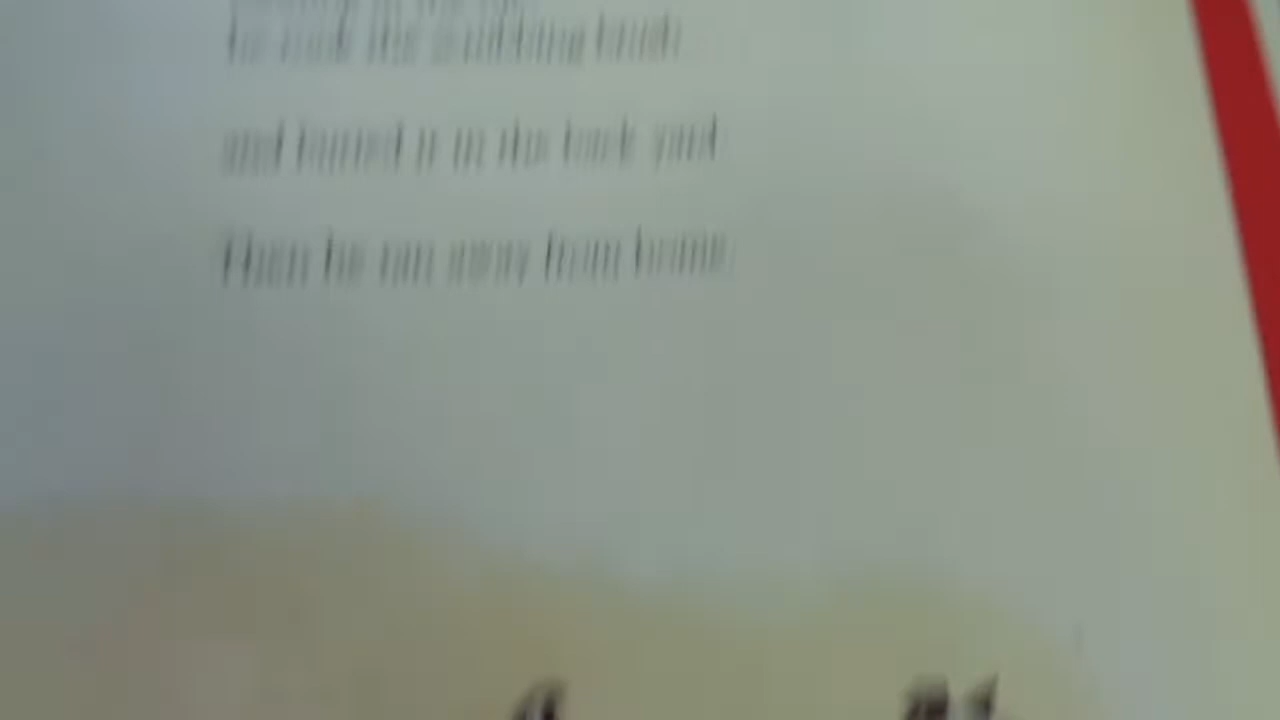 he took the scrubbing brush
and buried it in the back yard.
Then he ran away from home.